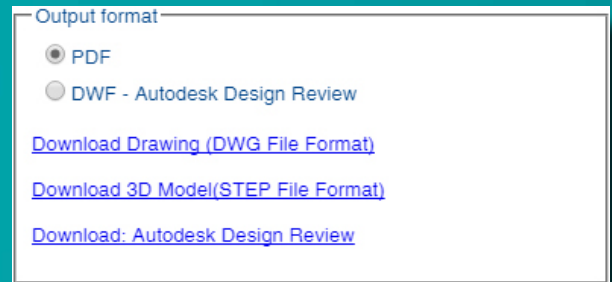 Output format
PDF
DWF - Autodesk Design Review
Download Drawing (DWG File Format)
Download 3D Model(STEP File Format)
Download: Autodesk Design Review